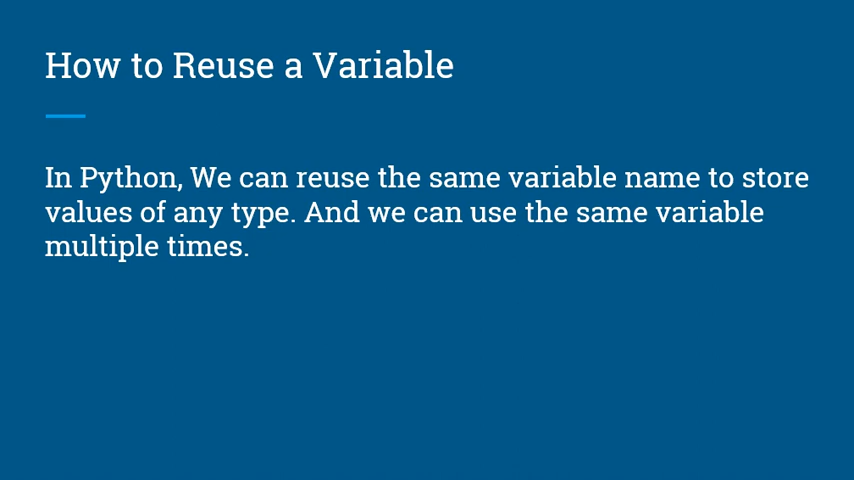 How to Reuse a Variable
In Python, We can reuse the same variable name to store
values of any type. And we can use the same variable
multiple times.